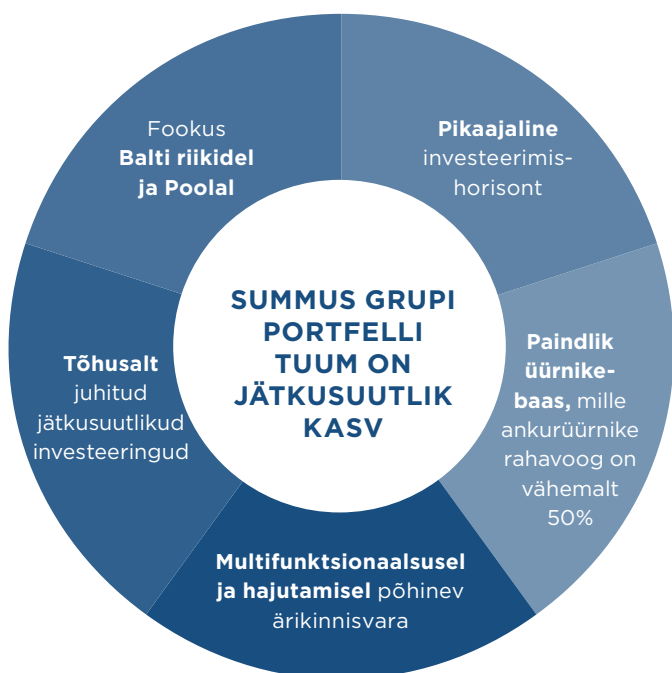 Fookus
Balti riikidel
ja Poolal
Pikaajaline
investeerimis-
horisont
SUMMUS GRUPI
PORTFELLI
TUUM ON
JÄTKUSUUTLIK
KASV
Paindlik
üürnike-
baas, mille
ankurüürnike
rahavoog on
vähemalt
50%
Tõhusalt
juhitud
jätkusuutlikud
investeeringud
Multifunktsionaalsusel
ja hajutamisel põhinev
ärikinnisvara